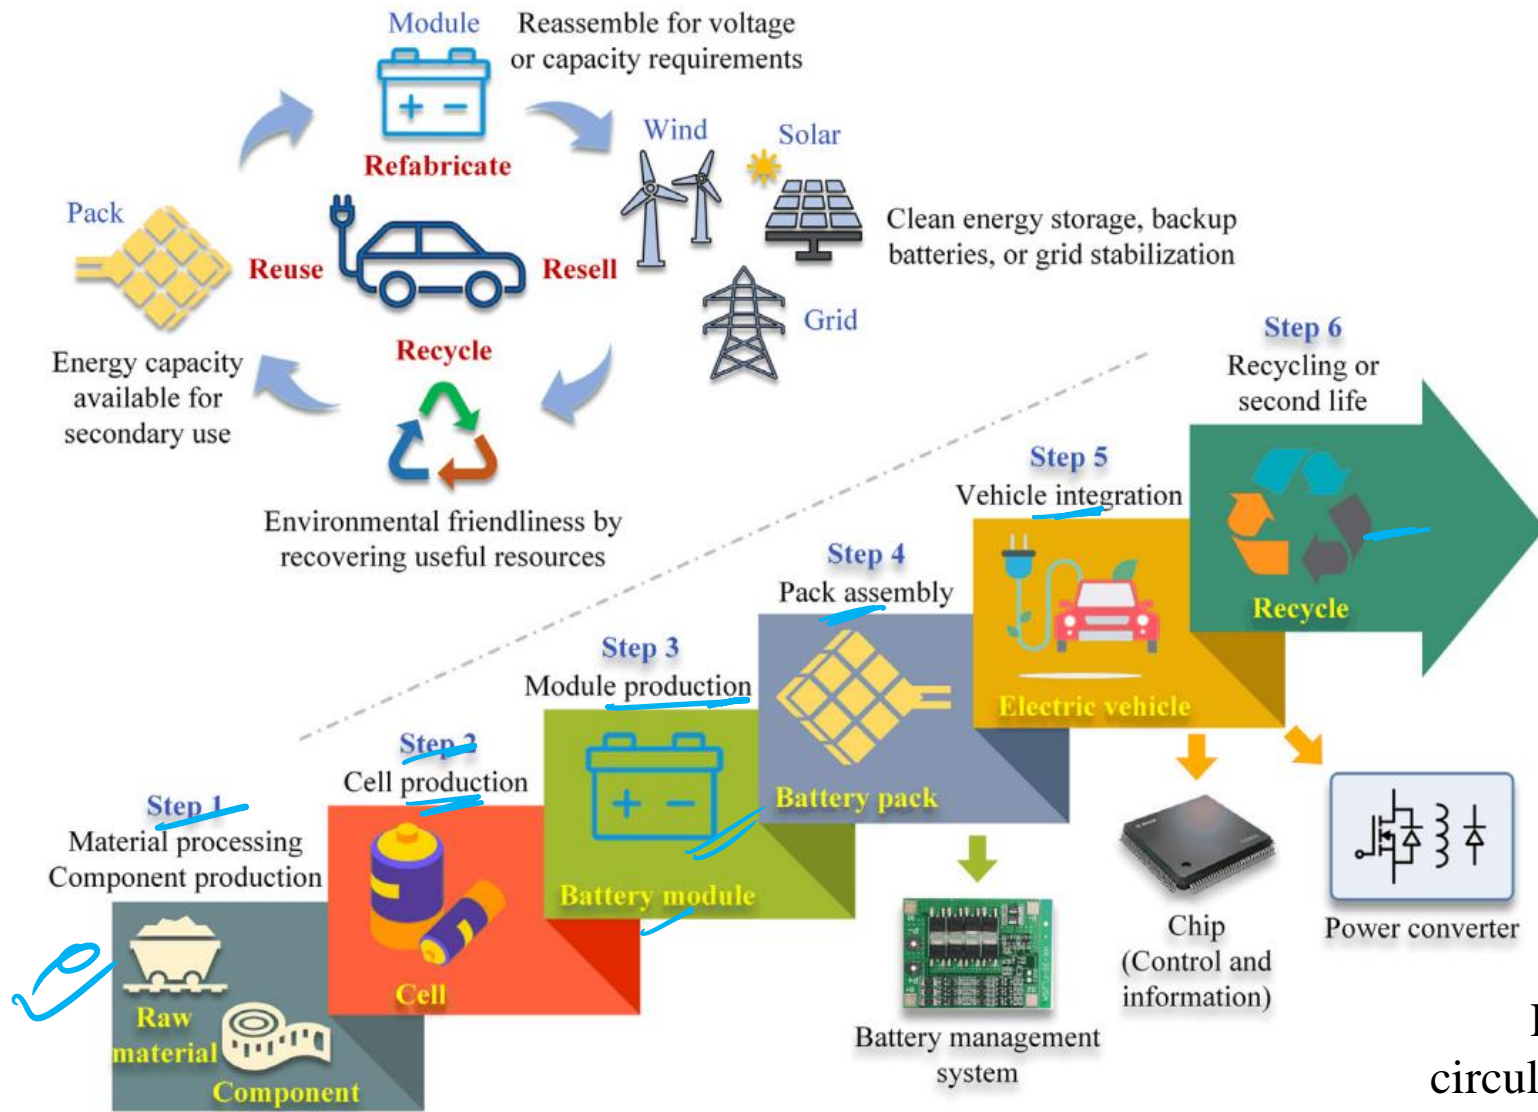 Module
Reassemble for voltage
or capacity requirements
Refabricate
Wind
Solar
Pack
Reuse
Resell
Clean energy storage, backup
batteries, or grid stabilization
Grid
Recycle
Energy capacity
available for
secondary use
Environmental friendliness by
recovering useful resources
Step 6
Recycling or
second life
Recycle
Step 5
Vehicle integration
Electric vehicle
Step 4
Pack assembly
Battery pack
Step 3
Module production
Battery module
Step 2
Cell production
Cell
Step 1
Material processing
Component production
Raw
material
Component
Battery management
system
Chip
(Control and
information)
Power converter
circul